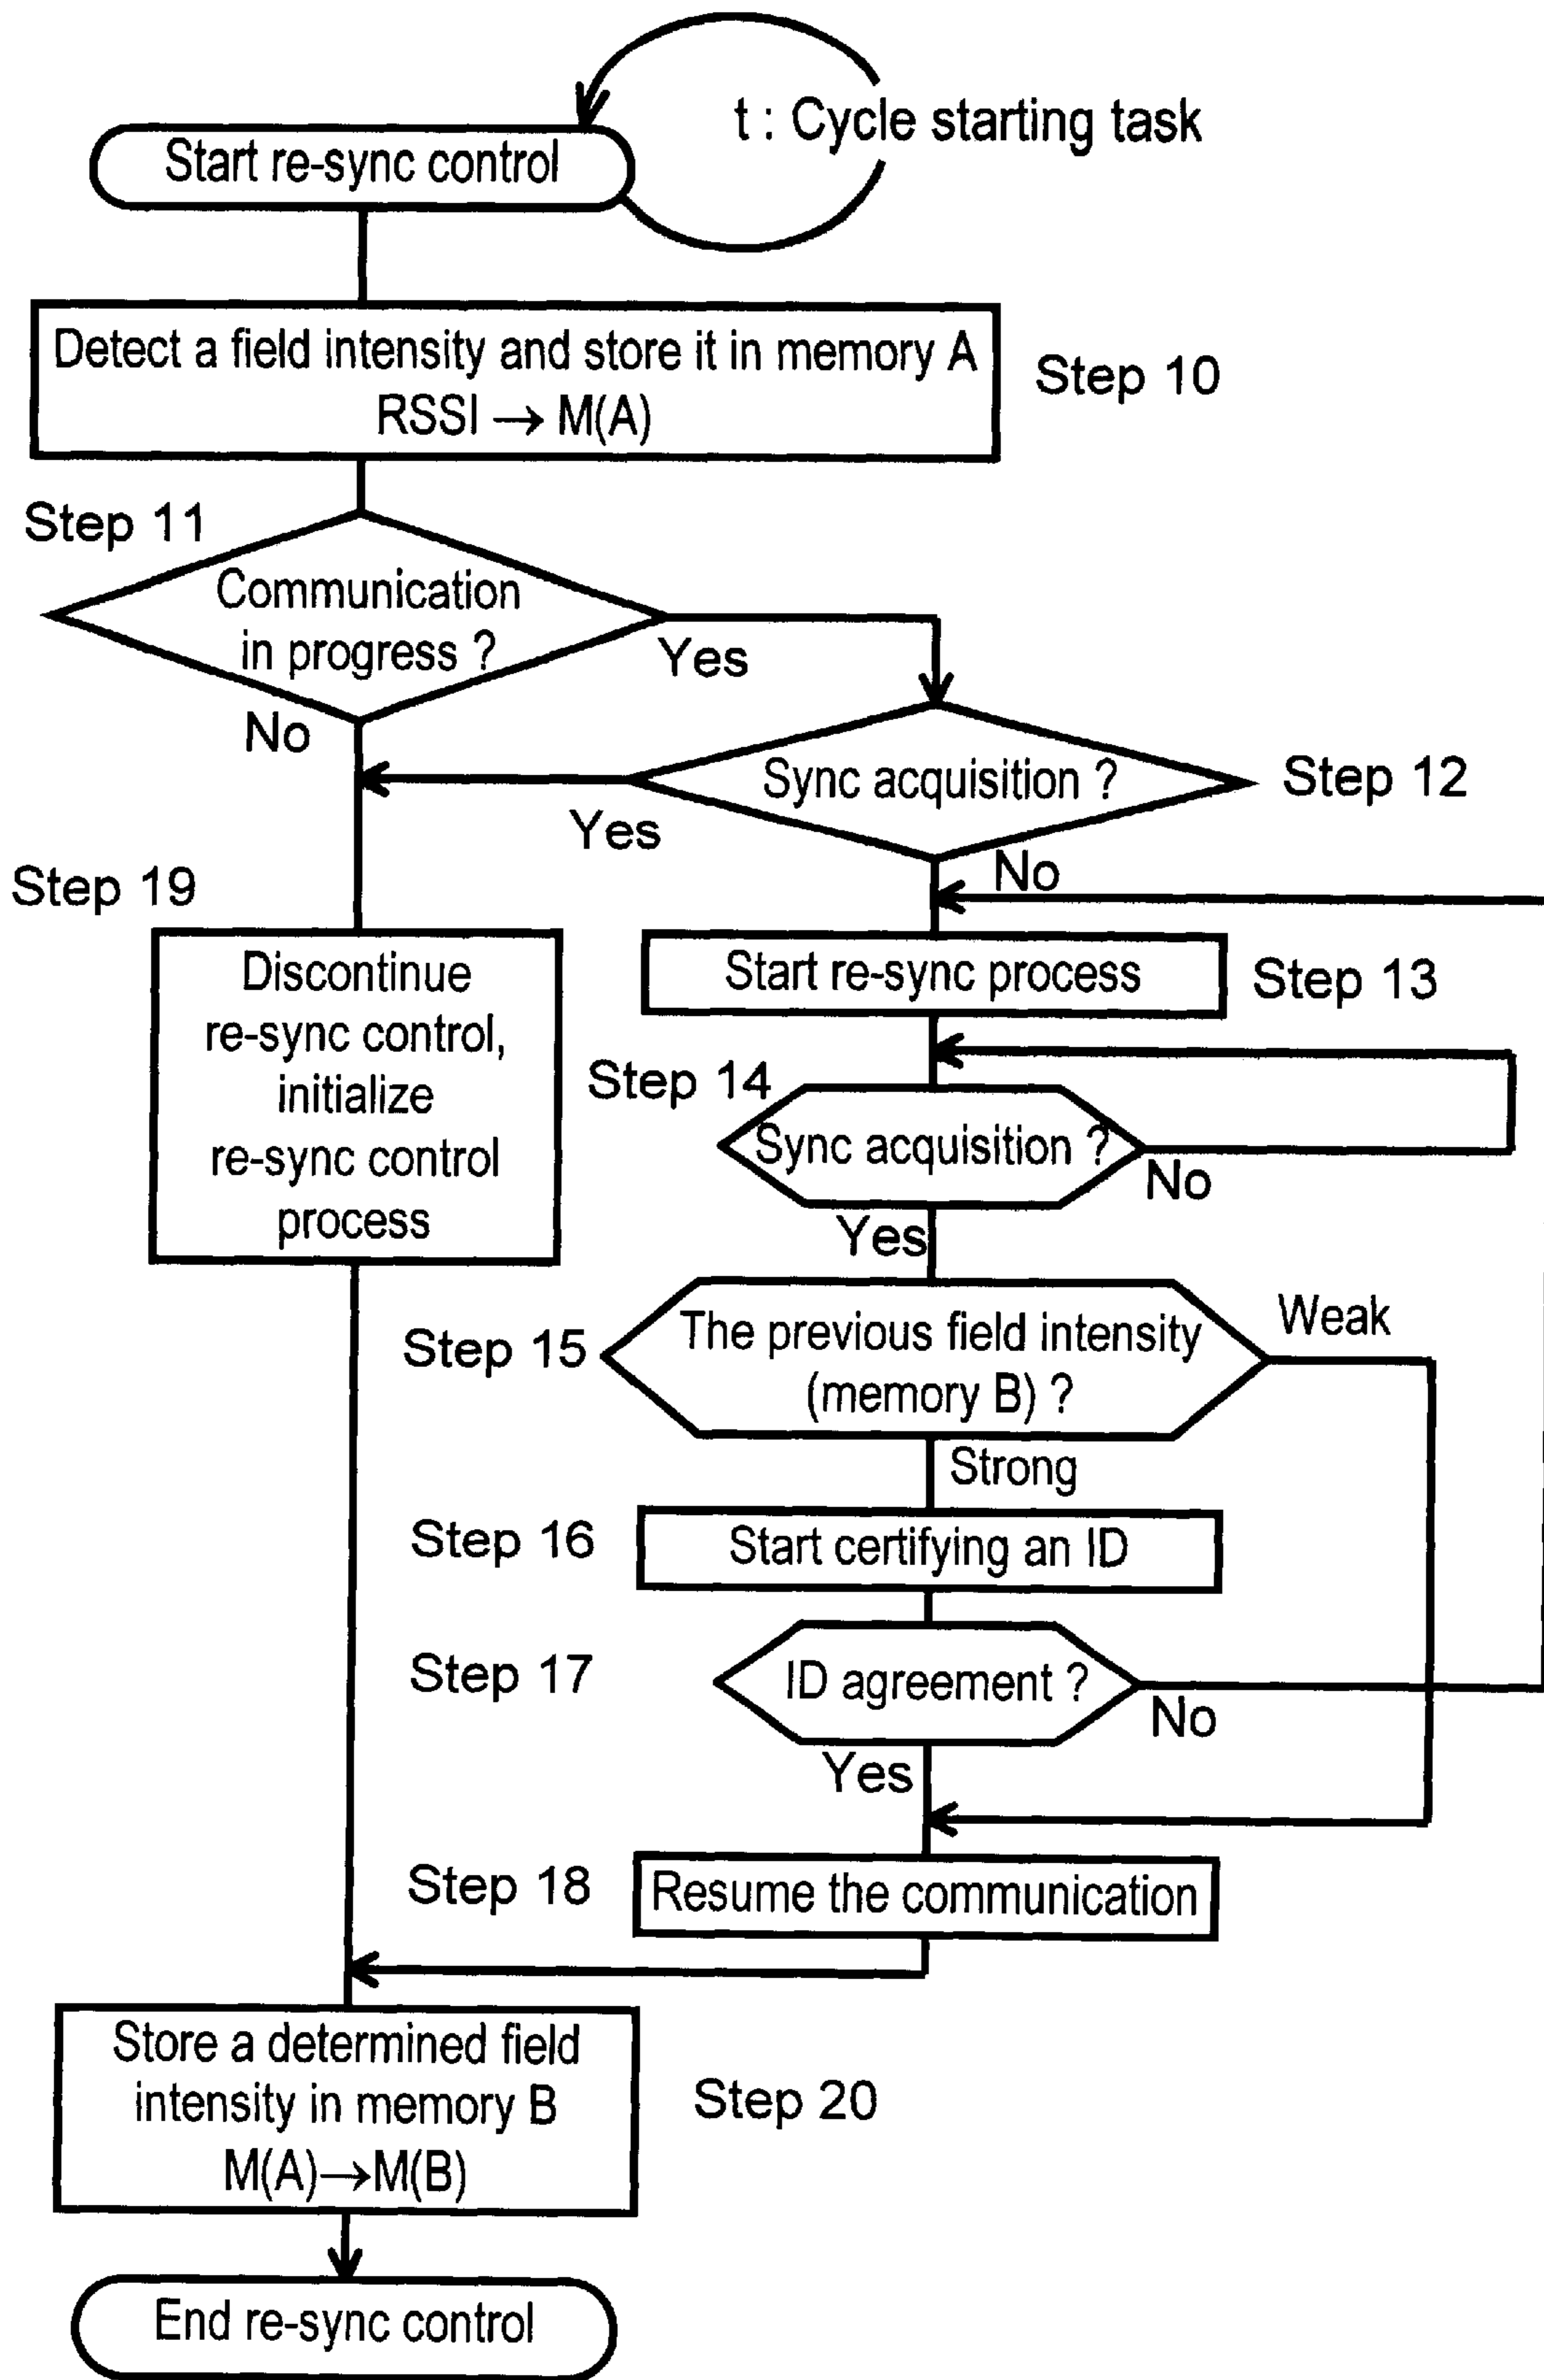 t : Cycle starting task
Start re-sync control
Detect a field intensity and store it in memory A
RSSI → M(A)
Step 10
Step 11
Communication
in progress ?
Yes
No
Sync acquisition ?
Step 12
Yes
No
Step 19
Discontinue
re-sync control,
initialize
re-sync control
process
Start re-sync process
Step 13
Step 14
Sync acquisition ?
No
Yes
Step 15
The previous field intensity
(memory B) ?
Weak
Strong
Step 16
Start certifying an ID
Step 17
ID agreement ?
No
Yes
Step 18
Resume the communication
Store a determined field
intensity in memory B
M(A)→M(B)
Step 20
End re-sync control